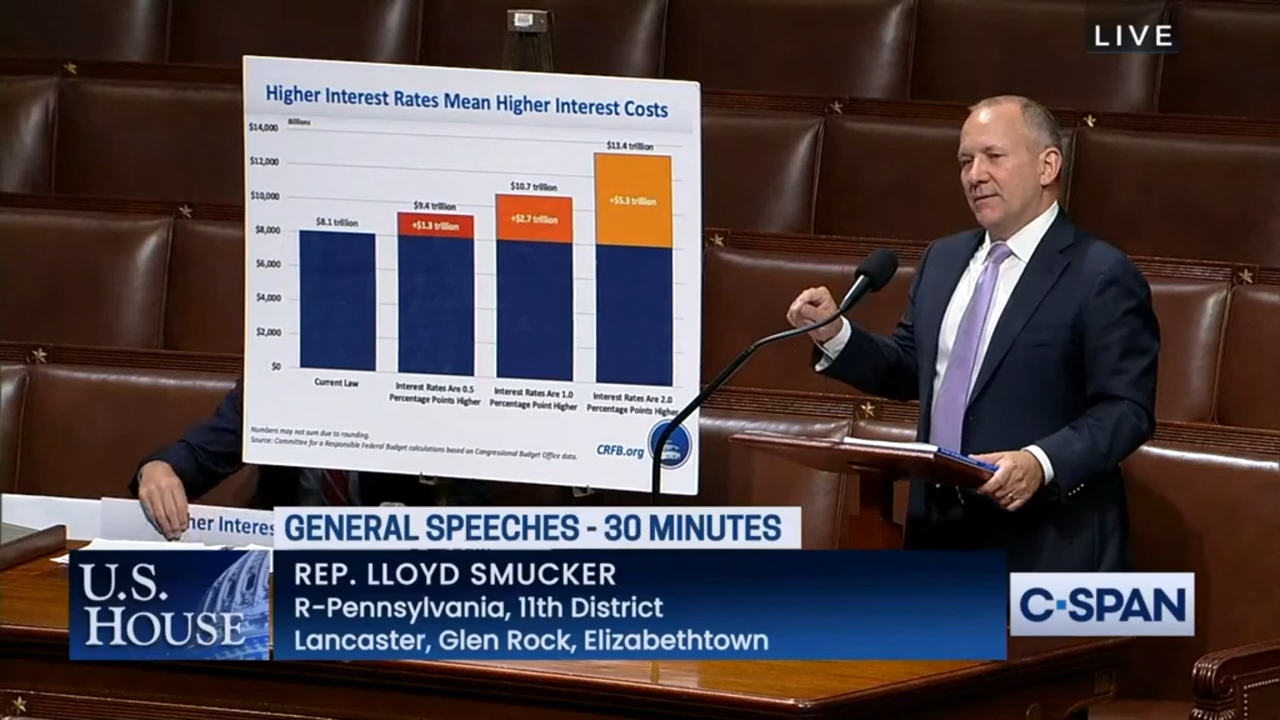 LIVE
Higher Interest Rates Mean Higher Interest Costs
Billions
$14,000
$12,000
$10,000
$8,000
$6,000
$4,000
$2,000
$0
$8.1 trillion
$9.4 trillion
+$1.3 trillion
$10.7 trillion
+$2.7 trillion
$13.4 trillion
+$5.3 trillion
Current Law
Interest Rates Are 0.5
Percentage Points Higher
Interest Rates Are 1.0
Percentage Point Higher
Interest Rates Are 2.0
Percentage Points Higher
Numbers may not sum due to rounding.
Source: Committee for a Responsible Federal Budget calculations based on Congressional Budget Office data.
CRFB.org
her Interes
GENERAL SPEECHES - 30 MINUTES
U.S.
HOUSE
REP. LLOYD SMUCKER
R-Pennsylvania, 11th District
Lancaster, Glen Rock, Elizabethtown
C-SPAN